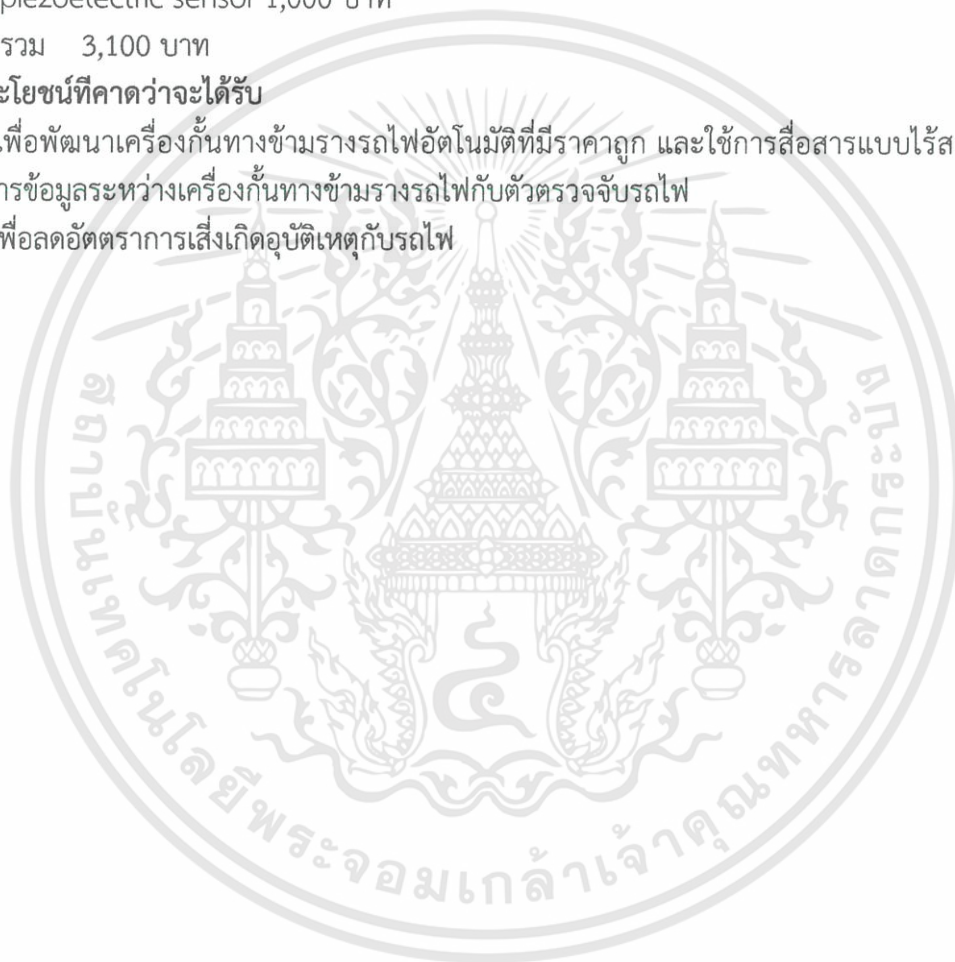 piezoelectric sensor 1,000 บาท
รวม 3,100 บาท
ะโยชน์ที่คาดว่าจะได้รับ
เพื่อพัฒนาเครื่องกั้นทางข้ามรางรถไฟอัตโนมัติที่มีราคาถูก และใช้การสื่อสารแบบไร้ส
ารข้อมูลระหว่างเครื่องกั้นทางข้ามรางรถไฟกับตัวตรวจจับรถไฟ
พื่อลดอัตตราการเสี่งเกิดอุบัติเหตุกับรถไฟ
สถาบันเทคโนโลยีพระจอมเกล้าเจ้าคุณทหารลาดกระบัง